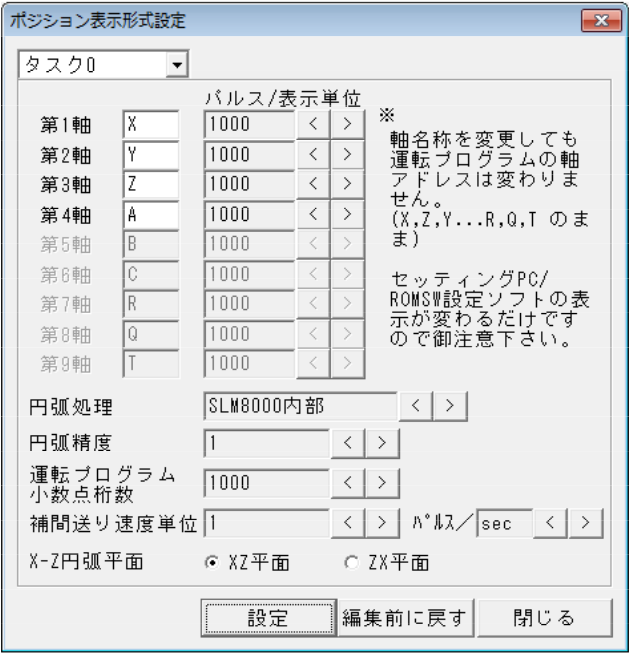 ポジション表示形式設定
タスク0
パルス/表示単位
第1軸 X 1000 < >
第2軸 Y 1000 < >
第3軸 Z 1000 < >
第4軸 A 1000 < >
第5軸 B 1000 < >
第6軸 C 1000 < >
第7軸 R 1000 < >
第8軸 Q 1000 < >
第9軸 T 1000 < >
※
軸名称を変更しても
運転プログラムの軸
アドレスは変わりま
せん。
(X,Z,Y...R,Q,T のま
ま)
セッティングPC/
ROMSW設定ソフトの表
示が変わるだけです
ので御注意下さい。
円弧処理 SLM8000内部 < >
円弧精度 1 < >
運転プログラム
小数点桁数 1000 < >
補間送り速度単位 1 < > パルス/ sec < >
X-Z円弧平面 XZ平面 ZX平面
設定 編集前に戻す 閉じる